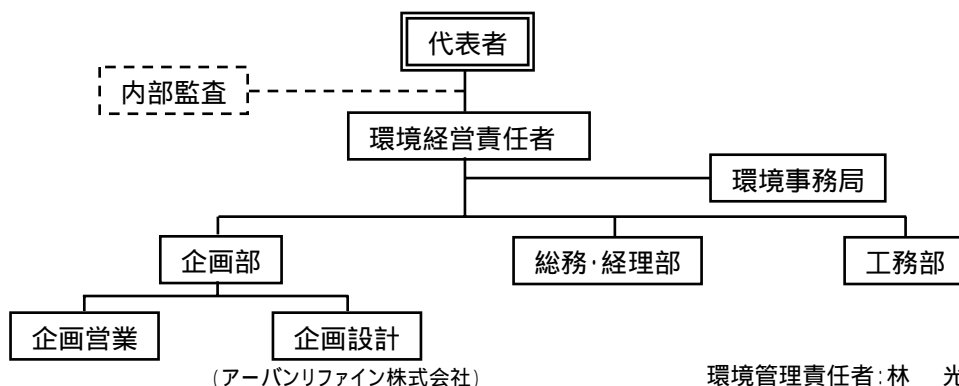 代表者
内部監査
環境経営責任者
環境事務局
企画部
総務・経理部
工務部
企画営業
企画設計
(アーバンリファイン株式会社)
環境管理責任者:林　光